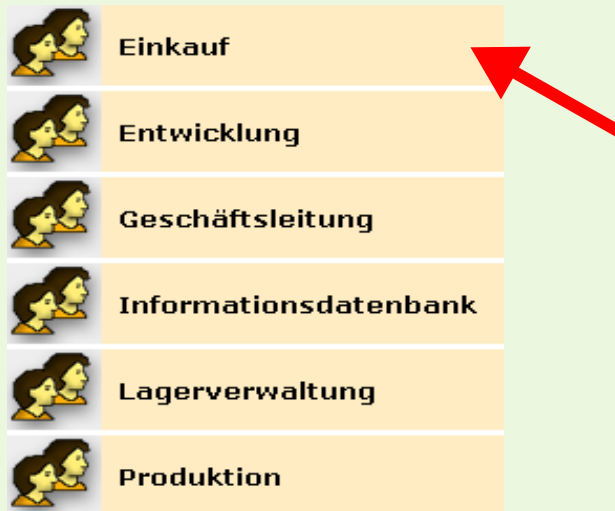 Einkauf
Entwicklung
Geschäftsleitung
Informationsdatenbank
Lagerverwaltung
Produktion